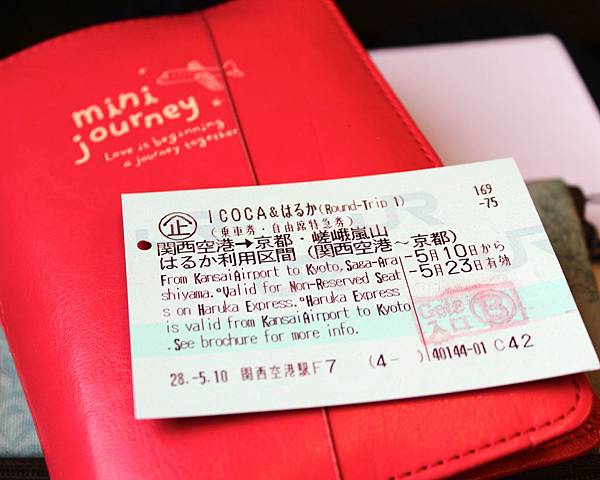 mini
journey
Love is beginning
a journey together
ICOCA&はるか(Round-Trip 1)
(乗車券・自由席特急券)
169
-75
企
関西空港→京都・嵯峨嵐山
はるか利用区間 (関西空港~京都)
From KansaiAirport to Kyoto,Saga-Ara
shiyama.°Valid for Non-Reserved Seat
s on Haruka Express.°Haruka Express
is valid from KansaiAirport to Kyoto
.See brochure for more info.
-5月10日から
-5月23日有効
入口
28.-5.10 関西空港駅F7 (4- ) 40144-01 C42